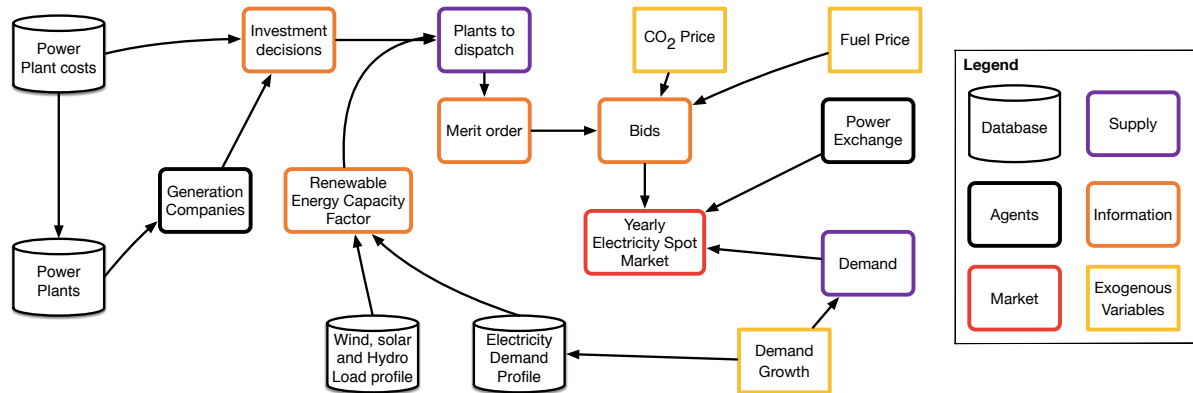 Power
Plant costs
Investment
decisions
Plants to
dispatch
CO₂ Price
Fuel Price
Merit order
Bids
Power
Exchange
Generation
Companies
Renewable
Energy Capacity
Factor
Yearly
Electricity Spot
Market
Demand
Power
Plants
Wind, solar
and Hydro
Load profile
Electricity
Demand
Profile
Demand
Growth
Legend
Database
Supply
Agents
Information
Market
Exogenous
Variables